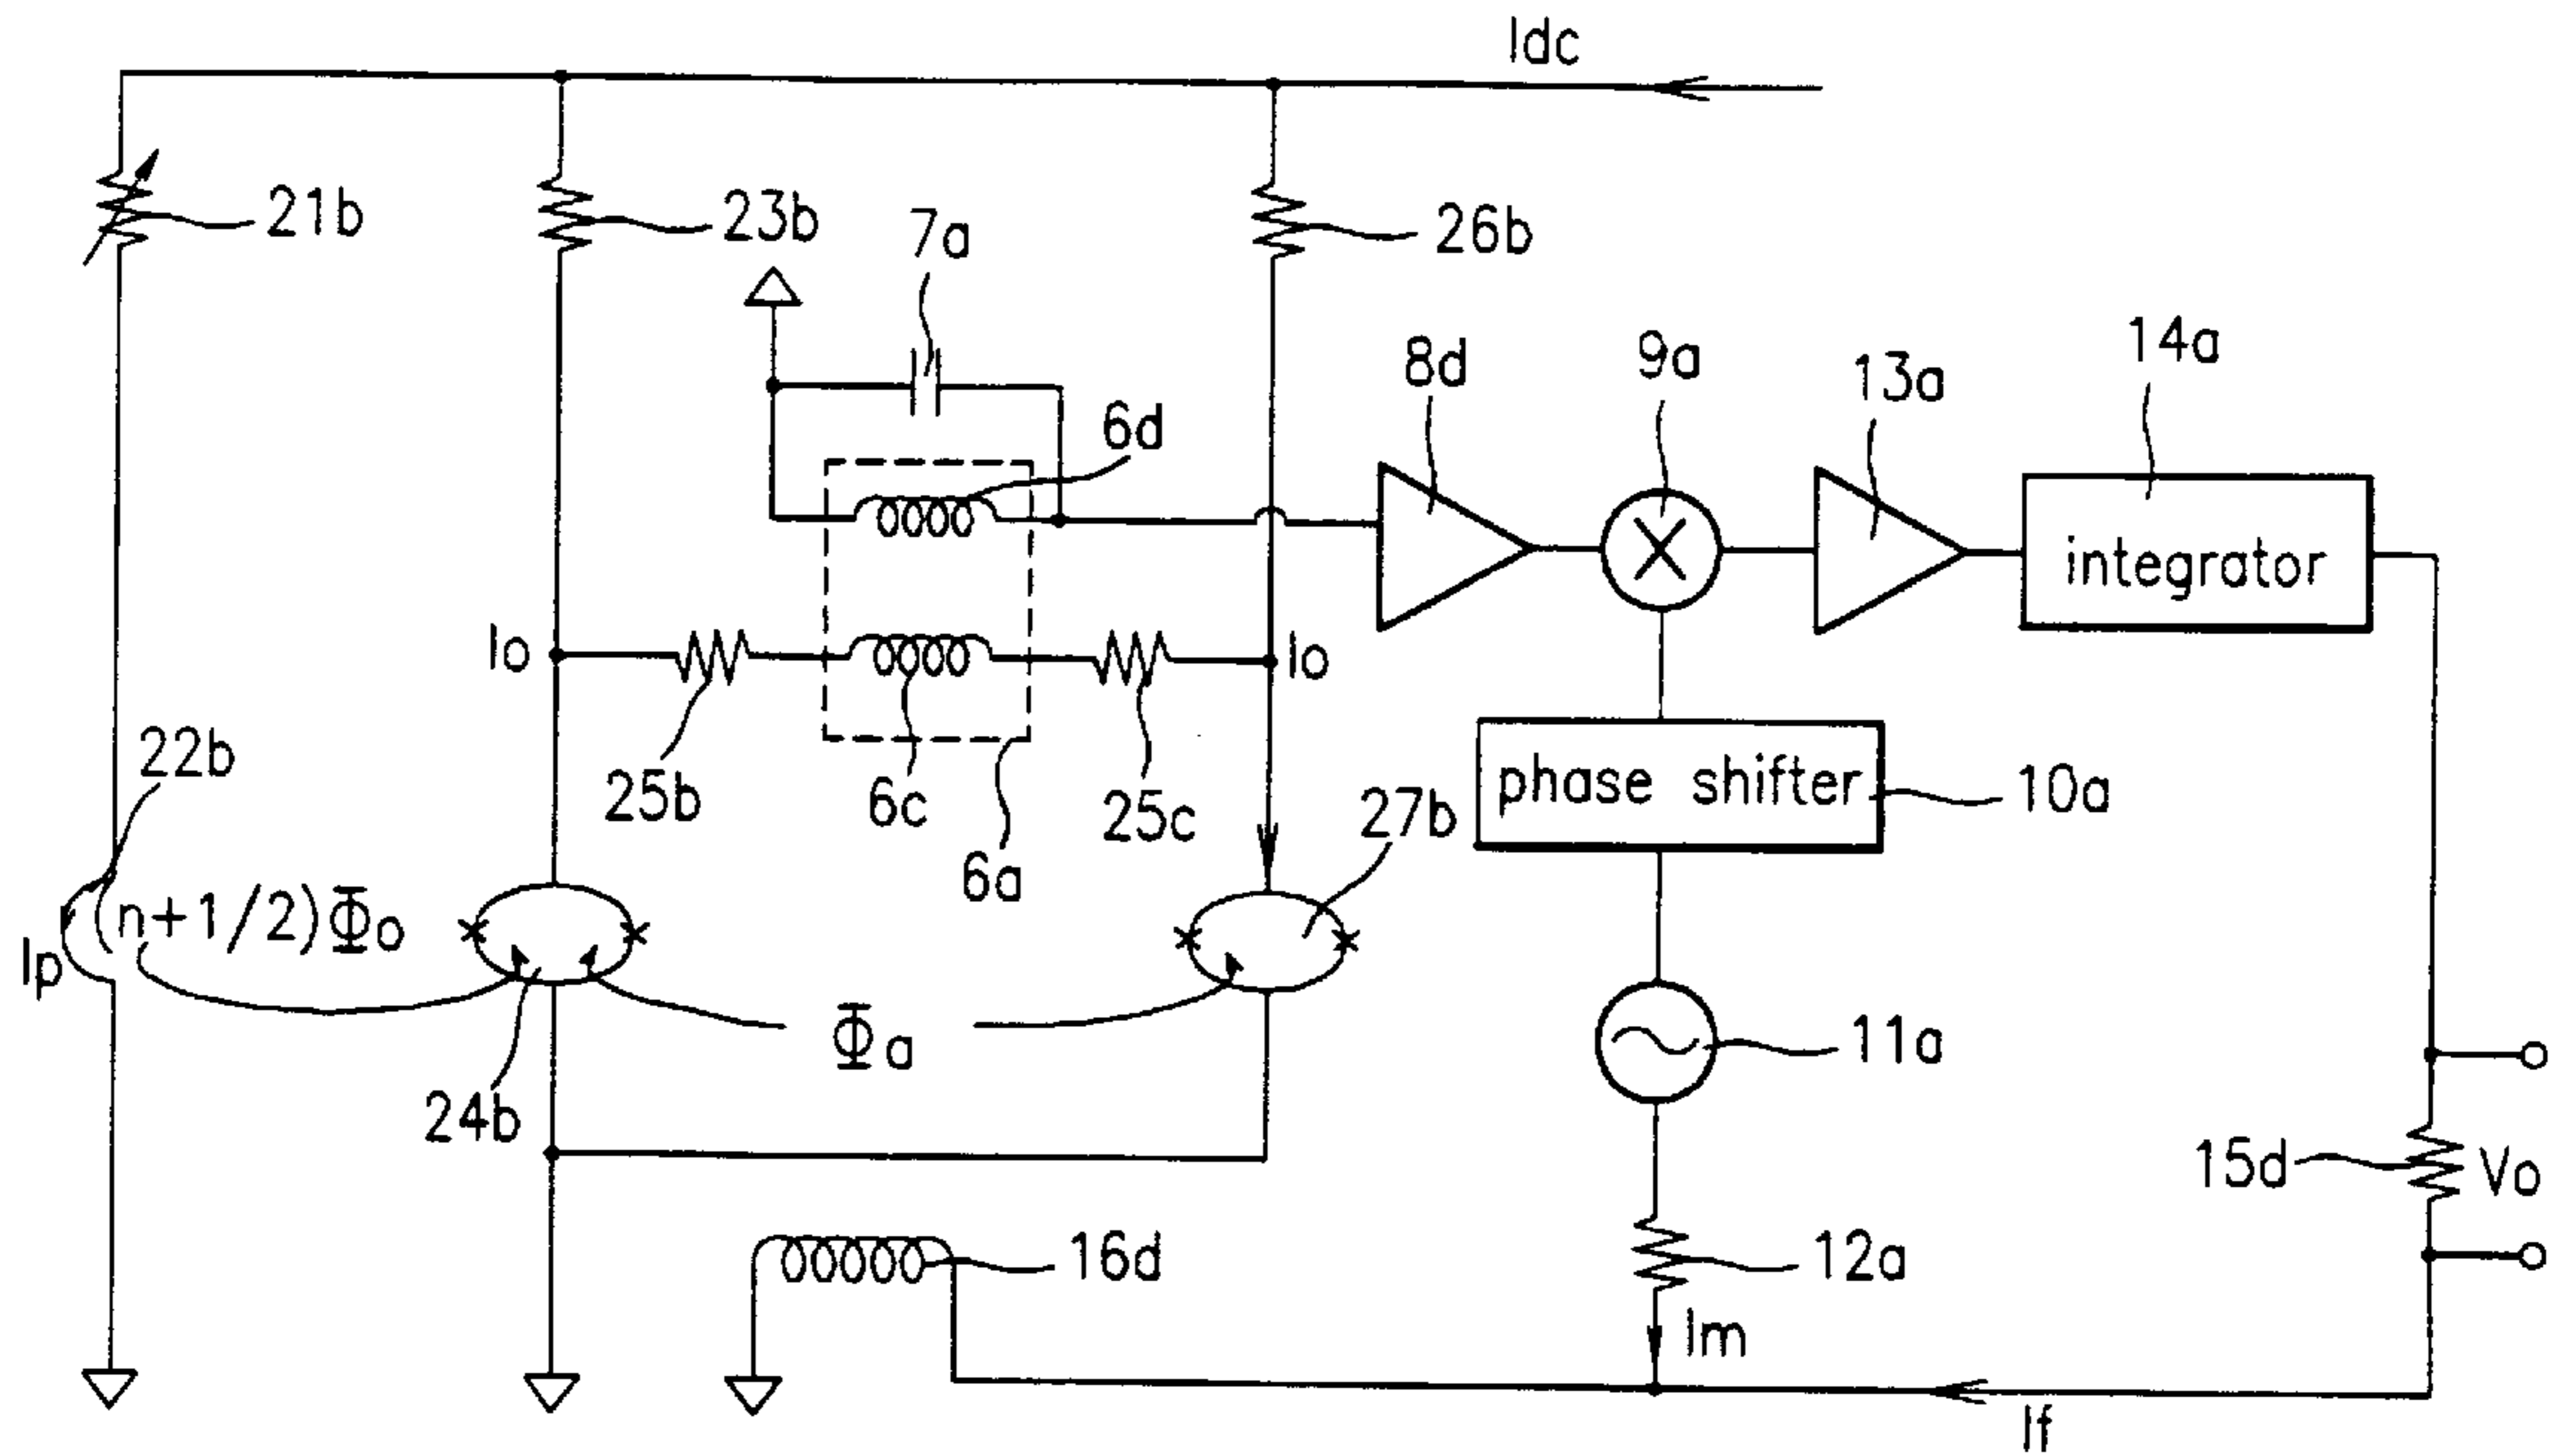 Idc
21b
23b
7a
26b
8d
9a
13a
14a
6d
integrator
Io
Io
22b
25b
6c
25c
27b
phase shifter
10a
6a
(n+1/2)Φo
Ip
Φa
11a
24b
15d
Vo
16d
12a
Im
If